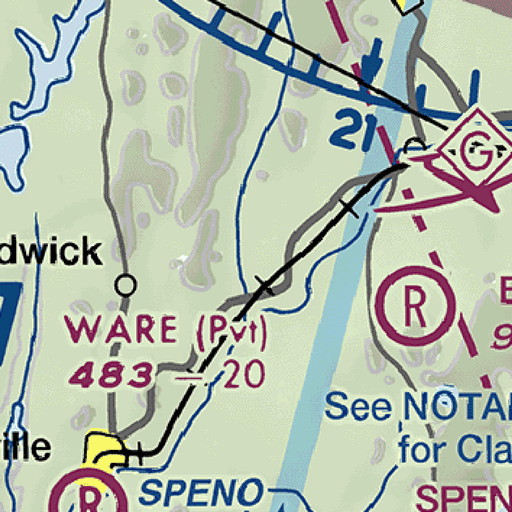 21
G
dwick
R
WARE (Pvt)
483 – 20
See NOTA
for Cla
ille
R
SPENO
SPEN